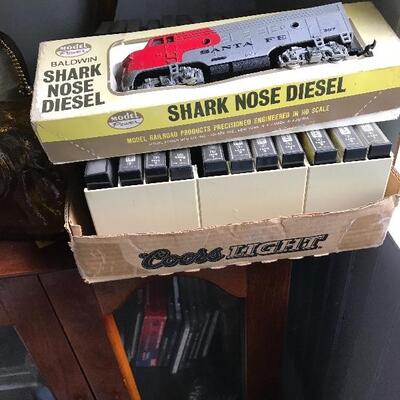 MODEL Power
BALDWIN
SHARK
NOSE
DIESEL
SANTA FE
307
MODEL Power
SHARK NOSE DIESEL
MODEL RAILROAD PRODUCTS PRECISIONED ENGINEERED IN HO SCALE
Coors LIGHT